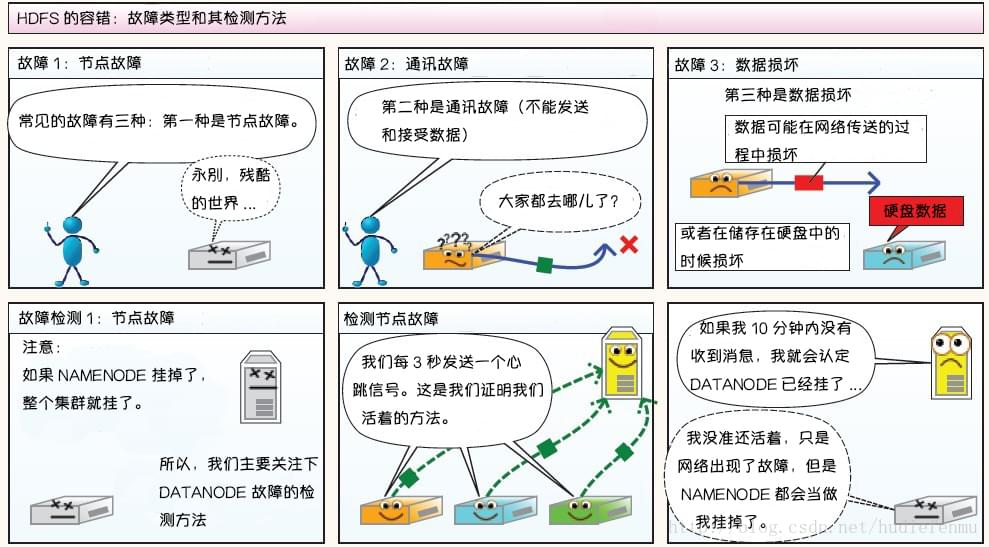 HDFS 的容错：故障类型和其检测方法
故障 1：节点故障
常见的故障有三种：第一种是节点故障。
永别，残酷
的世界 ...
故障 2：通讯故障
第二种是通讯故障（不能发送
和接受数据）
大家都去哪儿了？
????
故障 3：数据损坏
第三种是数据损坏
数据可能在网络传送的过
程中损坏
硬盘数据
或者在储存在硬盘中的
时候损坏
故障检测 1：节点故障
注意：
如果 NAMENODE 挂掉了，
整个集群就挂了。
所以，我们主要关注下
DATANODE 故障的检
测方法
检测节点故障
我们每 3 秒发送一个心
跳信号。这是我们证明我们
活着的方法。
如果我 10 分钟内没有
收到消息，我就会认定
DATANODE 已经挂了 ...
我没准还活着，只是
网络出现了故障，但是
NAMENODE 都会当做
我挂掉了。
http://blog.csdn.net/hudiefenmu